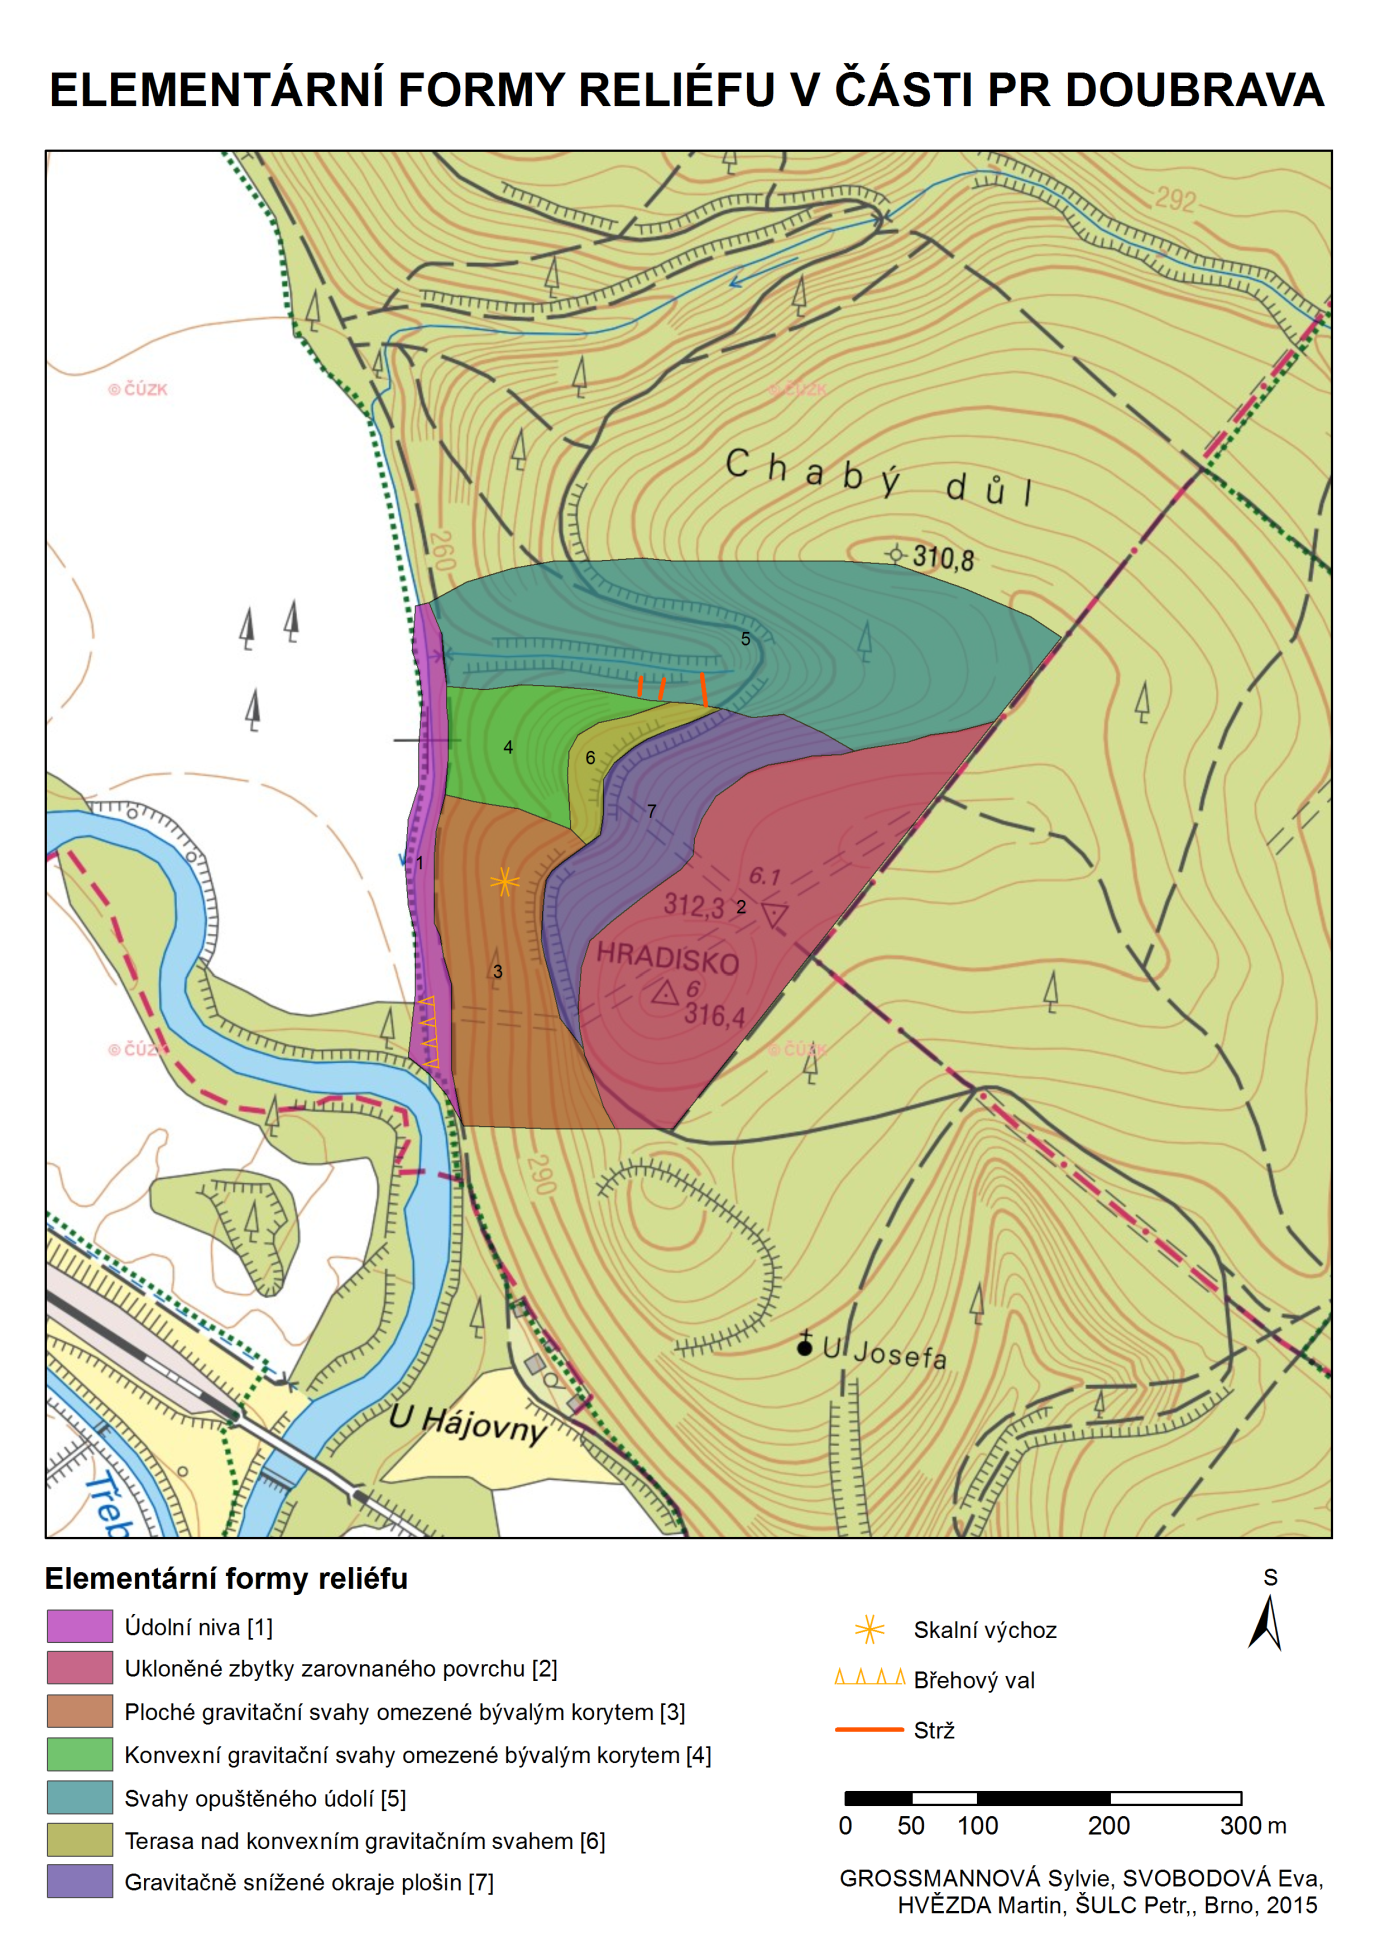 ELEMENTÁRNÍ FORMY RELIÉFU V ČÁSTI PR DOUBRAVA
292
© ČÚZK
© ČÚZK
Chabý důl
260
310,8
5
4
6
7
1
6.1
312,3
2
HRADISKO
3
6
316,4
© ČÚZK
© ČÚZK
290
U Josefa
U Hájovny
Třeb
Elementární formy reliéfu
Údolní niva [1]
Ukloněné zbytky zarovnaného povrchu [2]
Ploché gravitační svahy omezené bývalým korytem [3]
Konvexní gravitační svahy omezené bývalým korytem [4]
Svahy opuštěného údolí [5]
Terasa nad konvexním gravitačním svahem [6]
Gravitačně snížené okraje plošin [7]
Skalní výchoz
Břehový val
Strž
S
0 50 100 200 300 m
GROSSMANNOVÁ Sylvie, SVOBODOVÁ Eva,
HVĚZDA Martin, ŠULC Petr,, Brno, 2015